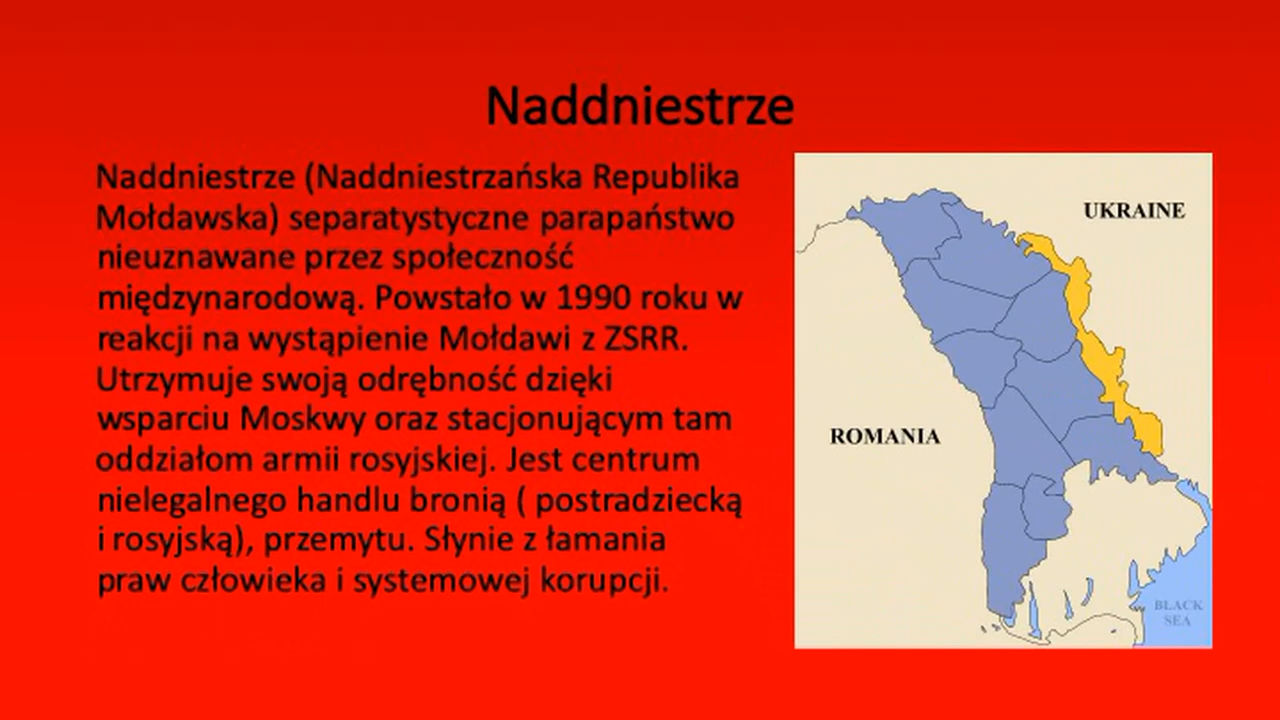 Naddniestrze
Naddniestrze (Naddniestrzańska Republika
Mołdawska) separatystyczne parapaństwo
nieuznawane przez społeczność
międzynarodową. Powstało w 1990 roku w
reakcji na wystąpienie Mołdawi z ZSRR.
Utrzymuje swoją odrębność dzięki
wsparciu Moskwy oraz stacjonującym tam
oddziałom armii rosyjskiej. Jest centrum
nielegalnego handlu bronią ( postradziecką
i rosyjską), przemytu. Słynie z łamania
praw człowieka i systemowej korupcji.
UKRAINE
ROMANIA
BLACK
SEA